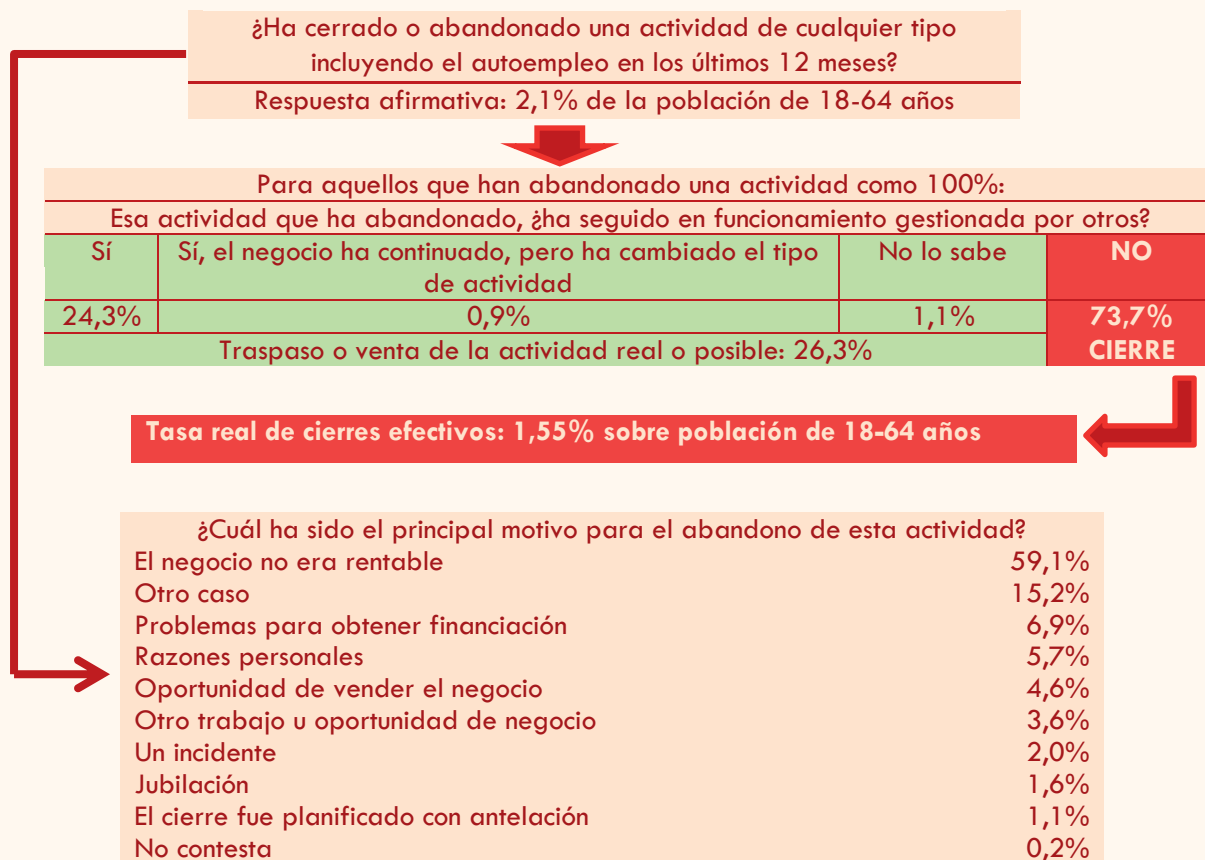 ¿Ha cerrado o abandonado una actividad de cualquier tipo
incluyendo el autoempleo en los últimos 12 meses?
Respuesta afirmativa: 2,1% de la población de 18-64 años
Para aquellos que han abandonado una actividad como 100%:
Esa actividad que ha abandonado, ¿ha seguido en funcionamiento gestionada por otros?
Sí
Sí, el negocio ha continuado, pero ha cambiado el tipo
de actividad
No lo sabe
NO
24,3%
0,9%
1,1%
73,7%
Traspaso o venta de la actividad real o posible: 26,3%
CIERRE
Tasa real de cierres efectivos: 1,55% sobre población de 18-64 años
¿Cuál ha sido el principal motivo para el abandono de esta actividad?
El negocio no era rentable 59,1%
Otro caso 15,2%
Problemas para obtener financiación 6,9%
Razones personales 5,7%
Oportunidad de vender el negocio 4,6%
Otro trabajo u oportunidad de negocio 3,6%
Un incidente 2,0%
Jubilación 1,6%
El cierre fue planificado con antelación 1,1%
No contesta 0,2%